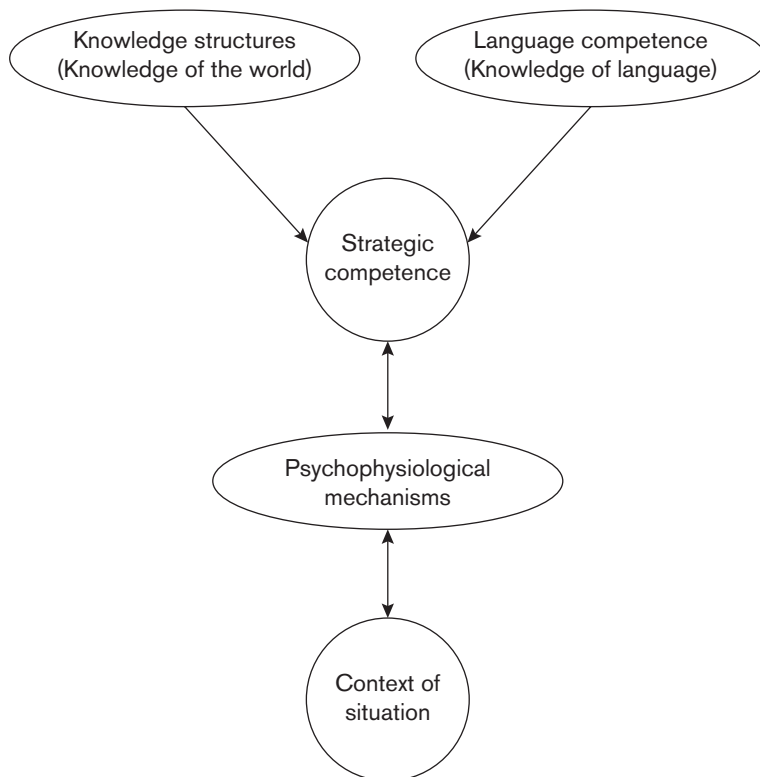 Knowledge structures
(Knowledge of the world)
Language competence
(Knowledge of language)
Strategic
competence
Psychophysiological
mechanisms
Context of
situation